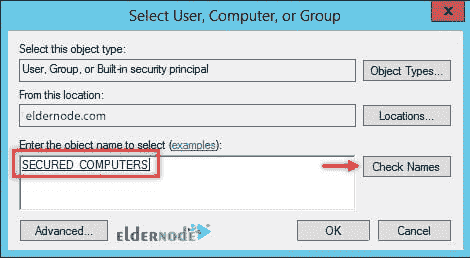 Select User, Computer, or Group
Select this object type:
User, Group, or Built-in security principal
Object Types...
From this location:
eldernode.com
Locations...
Enter the object name to select (examples):
SECURED COMPUTERS
Check Names
Advanced...
eldernode
OK
Cancel